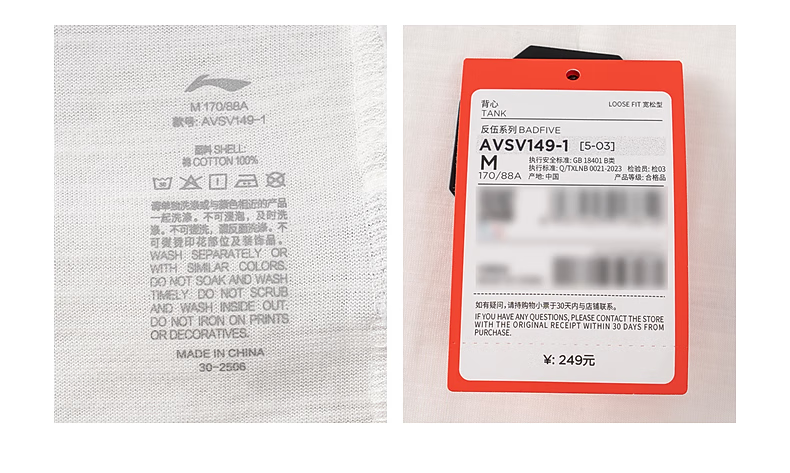 M 170/88A
款号: AVSV149-1
面料 SHELL:
棉 COTTON 100%
请单独洗涤或与颜色相近的产品
一起洗涤。不可浸泡，及时洗
涤。不可搓洗，请反面洗涤。不
可熨烫印花部位及装饰品。
WASH SEPARATELY OR
WITH SIMILAR COLORS.
DO NOT SOAK AND WASH
TIMELY. DO NOT SCRUB
AND WASH INSIDE OUT.
DO NOT IRON ON PRINTS
OR DECORATIVES.
MADE IN CHINA
30-2506
背心
TANK
LOOSE FIT 宽松型
反伍系列 BADFIVE
AVSV149-1 [5-03]
M
170/88A
执行安全标准: GB 18401 B类
执行标准: Q/TXLNB 0021-2023 检验员: 检03
产地: 中国 产品等级: 合格品
如有疑问，请持购物小票于30天内与店铺联系。
IF YOU HAVE ANY QUESTIONS, PLEASE CONTACT THE STORE
WITH THE ORIGINAL RECEIPT WITHIN 30 DAYS FROM
PURCHASE.
¥: 249元